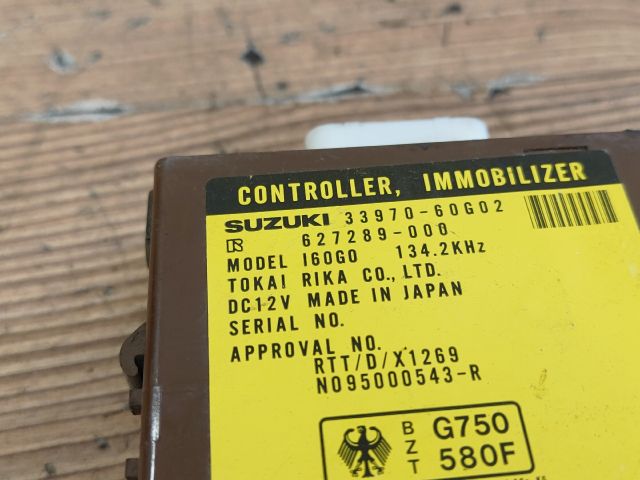 CONTROLLER, IMMOBILIZER
SUZUKI 33970-60G02
R 627289-000
MODEL I60G0 134.2KHz
TOKAI RIKA CO., LTD.
DC12V MADE IN JAPAN
SERIAL NO.
APPROVAL NO.
RTT/D/X1269
N095000543-R
BZT G750 580F